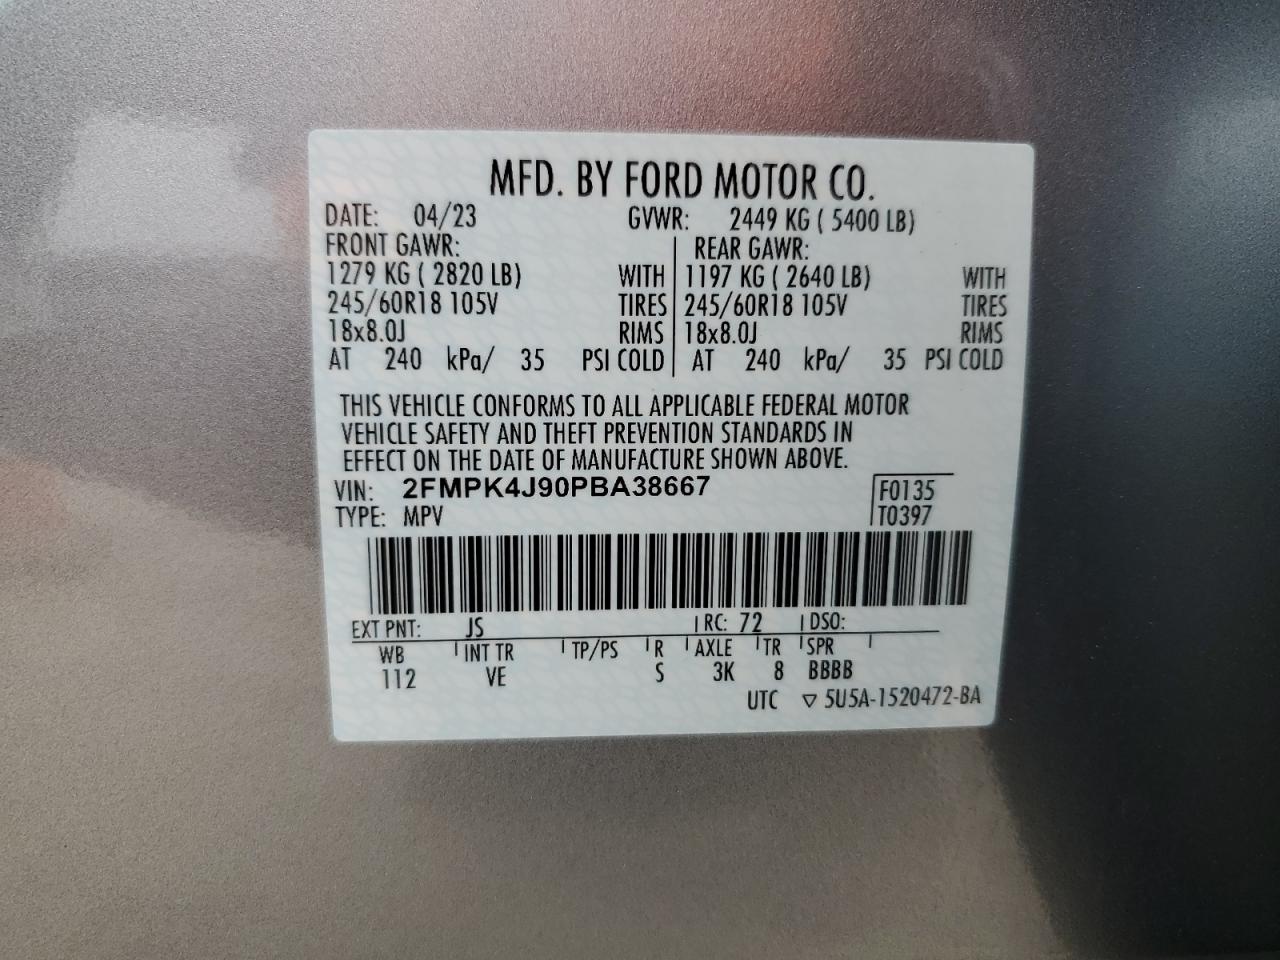 MFD. BY FORD MOTOR CO.
DATE: 04/23 GVWR: 2449 KG ( 5400 LB)
FRONT GAWR: REAR GAWR:
1279 KG ( 2820 LB) WITH 1197 KG ( 2640 LB) WITH
245/60R18 105V TIRES 245/60R18 105V TIRES
18x8.0J RIMS 18x8.0J RIMS
AT 240 kPa/ 35 PSI COLD AT 240 kPa/ 35 PSI COLD
THIS VEHICLE CONFORMS TO ALL APPLICABLE FEDERAL MOTOR
VEHICLE SAFETY AND THEFT PREVENTION STANDARDS IN
EFFECT ON THE DATE OF MANUFACTURE SHOWN ABOVE.
VIN: 2FMPK4J90PBA38667 F0135
TYPE: MPV T0397
EXT PNT: JS RC: 72 DSO:
WB INT TR TP/PS R AXLE TR SPR
112 VE S 3K 8 BBBB
UTC ▽ 5U5A-1520472-BA